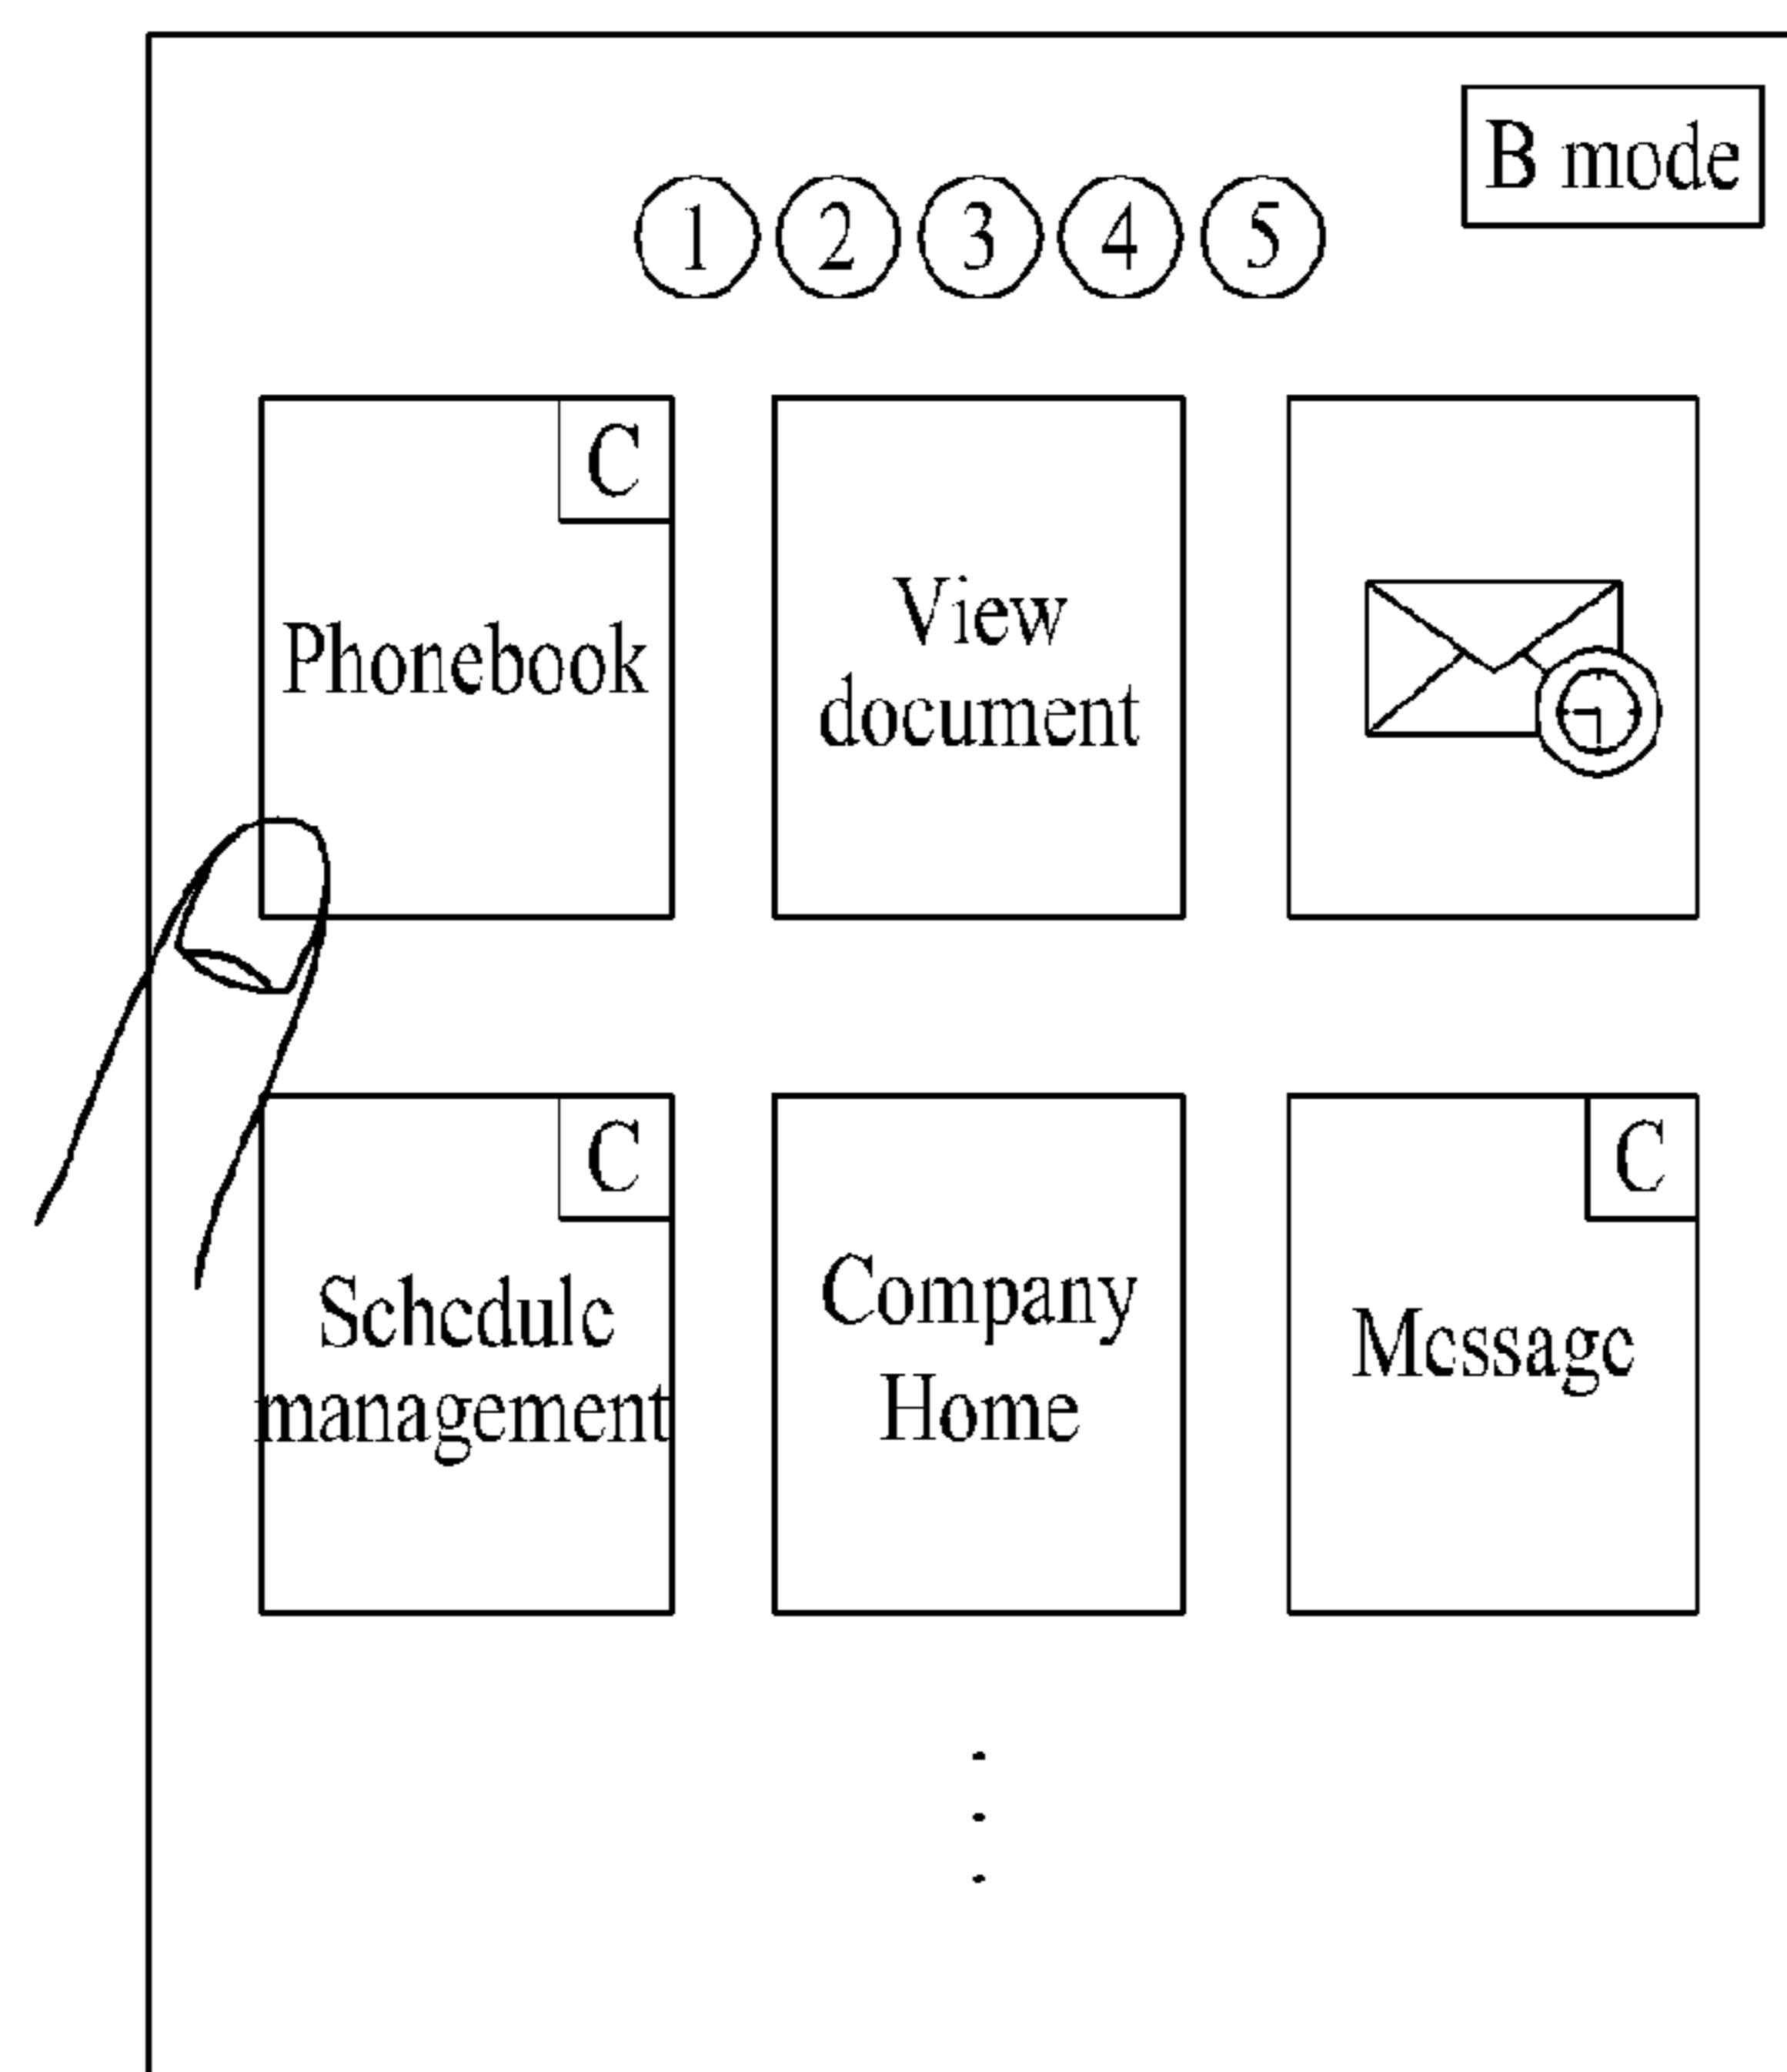 B mode
1 2 3 4 5
C
Phonebook
View
document
C
Schedule
management
Company
Home
C
Message